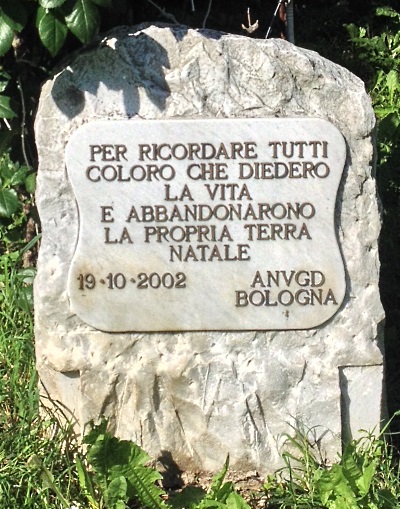 PER RICORDARE TUTTI
COLORO CHE DIEDERO
LA VITA
E ABBANDONARONO
LA PROPRIA TERRA
NATALE
19·10·2002 ANVGD
BOLOGNA